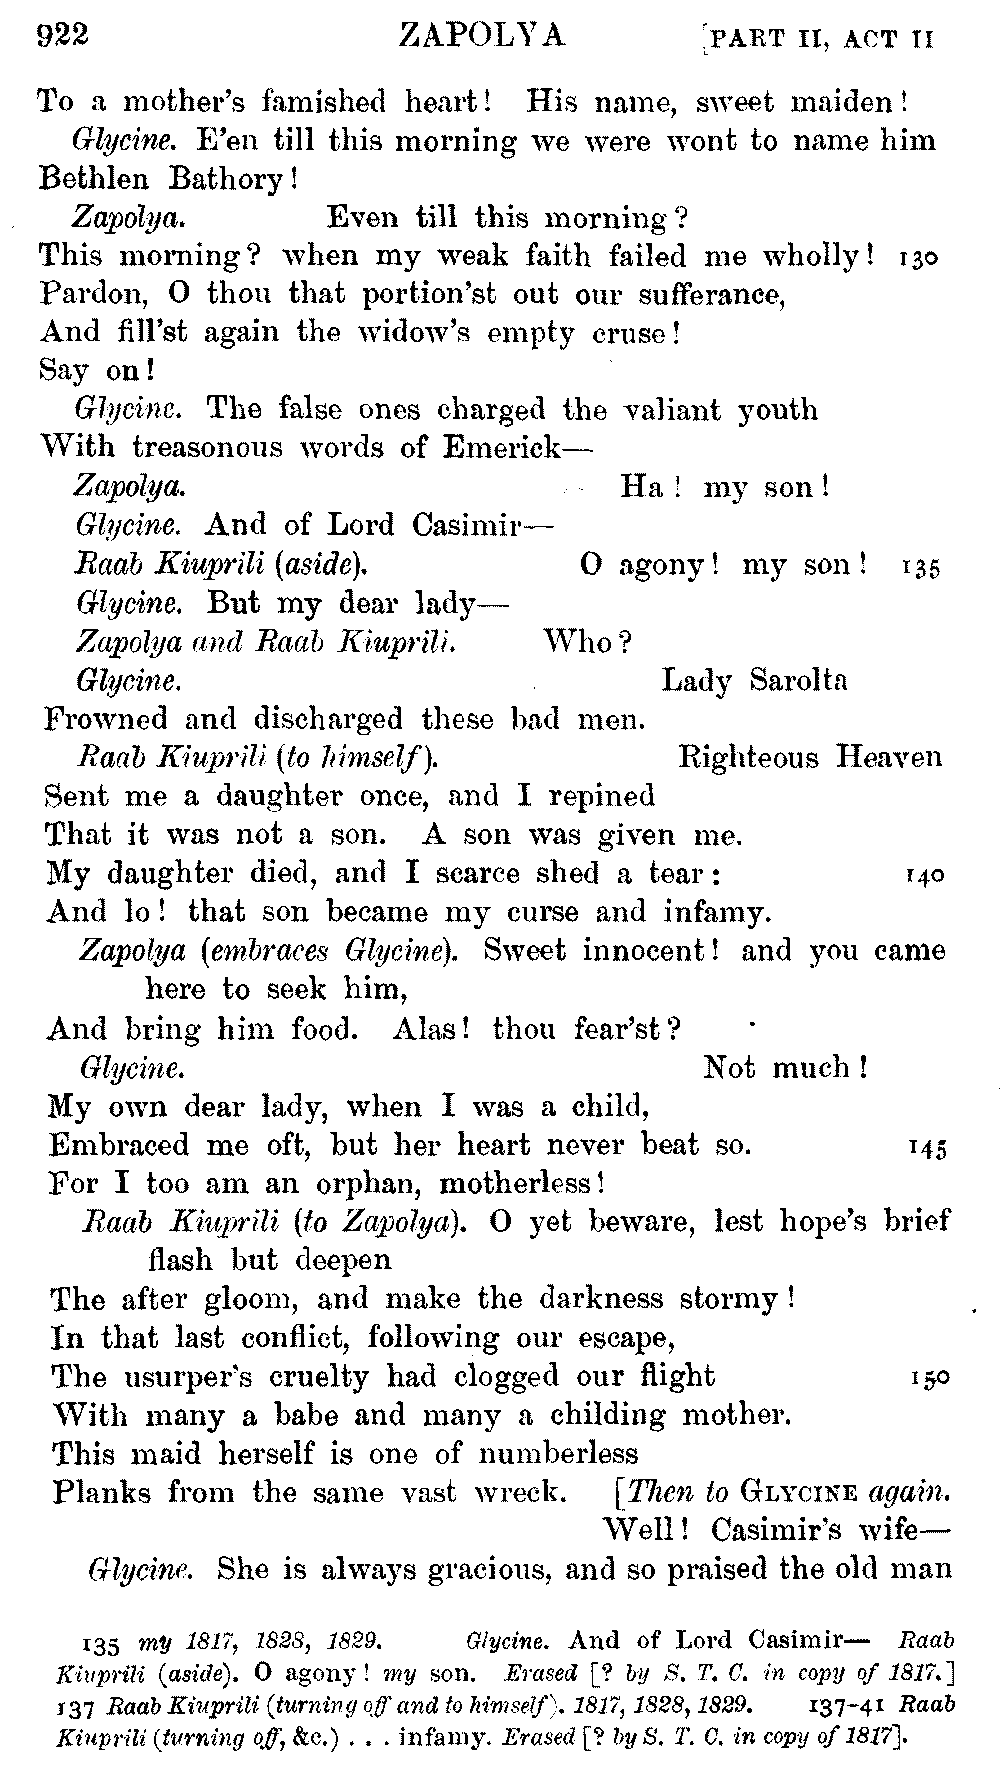 922 ZAPOLYA [PART II, ACT II
To a mother's famished heart! His name, sweet maiden!
Glycine. E'en till this morning we were wont to name him
Bethlen Bathory!
Zapolya. Even till this morning?
This morning? when my weak faith failed me wholly! 130
Pardon, O thou that portion'st out our sufferance,
And fill'st again the widow's empty cruse!
Say on!
Glycine. The false ones charged the valiant youth
With treasonous words of Emerick—
Zapolya. Ha! my son!
Glycine. And of Lord Casimir—
Raab Kiuprili (aside). O agony! my son! 135
Glycine. But my dear lady—
Zapolya and Raab Kiuprili. Who?
Glycine. Lady Sarolta
Frowned and discharged these bad men.
Raab Kiuprili (to himself). Righteous Heaven
Sent me a daughter once, and I repined
That it was not a son. A son was given me.
My daughter died, and I scarce shed a tear: 140
And lo! that son became my curse and infamy.
Zapolya (embraces Glycine). Sweet innocent! and you came
here to seek him,
And bring him food. Alas! thou fear'st?
Glycine. Not much!
My own dear lady, when I was a child,
Embraced me oft, but her heart never beat so. 145
For I too am an orphan, motherless!
Raab Kiuprili (to Zapolya). O yet beware, lest hope's brief
flash but deepen
The after gloom, and make the darkness stormy!
In that last conflict, following our escape,
The usurper's cruelty had clogged our flight 150
With many a babe and many a childing mother.
This maid herself is one of numberless
Planks from the same vast wreck. [Then to GLYCINE again.
Well! Casimir's wife—
Glycine. She is always gracious, and so praised the old man
135 my 1817, 1828, 1829. Glycine. And of Lord Casimir— Raab
Kiuprili (aside). O agony! my son. Erased [? by S. T. C. in copy of 1817.]
137 Raab Kiuprili (turning off and to himself). 1817, 1828, 1829. 137-41 Raab
Kiuprili (turning off, &c.) . . . infamy. Erased [? by S. T. C. in copy of 1817].